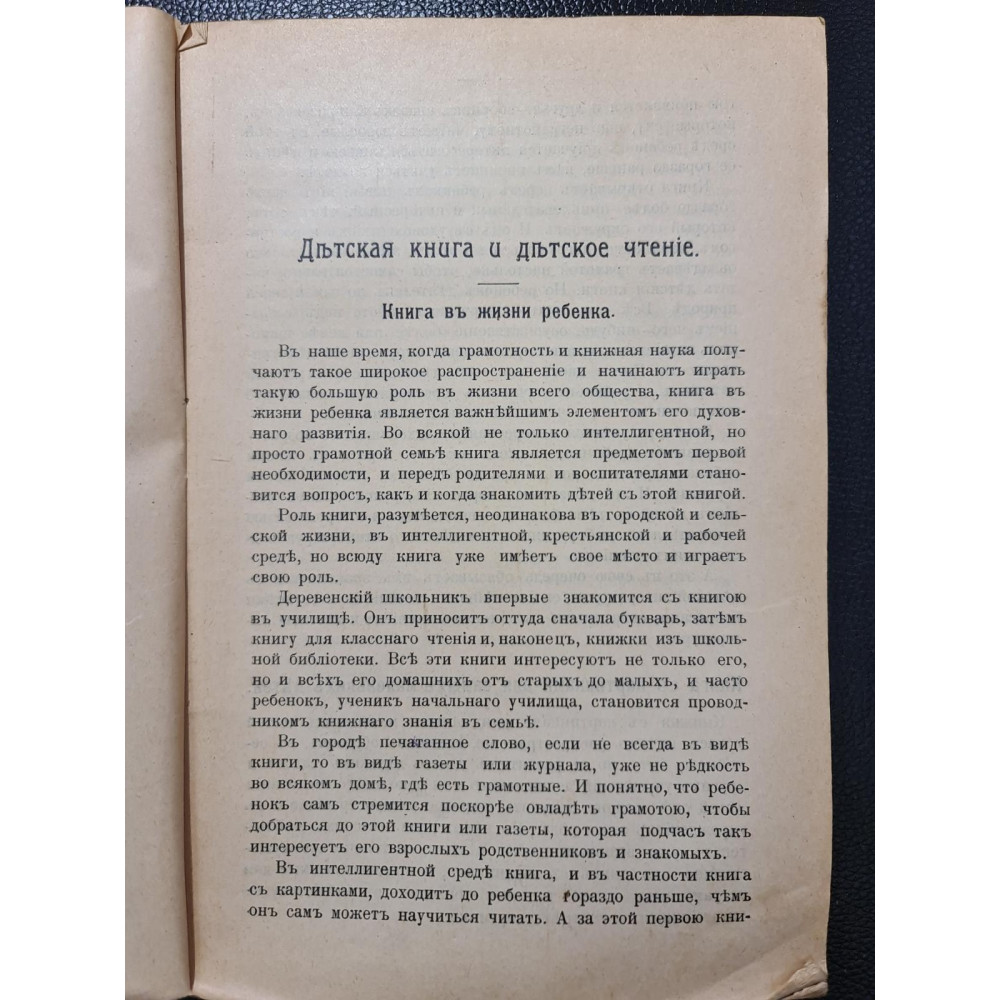 Дѣтская книга и дѣтское чтеніе.
Книга въ жизни ребенка.
Въ наше время, когда грамотность и книжная наука полу-
чаютъ такое широкое распространеніе и начинаютъ играть
такую большую роль въ жизни всего общества, книга въ
жизни ребенка является важнѣйшимъ элементомъ его духов-
наго развитія. Во всякой не только интеллигентной, но
просто грамотной семьѣ книга является предметомъ первой
необходимости, и передъ родителями и воспитателями стано-
вится вопросъ, какъ и когда знакомить дѣтей съ этой книгой.
Роль книги, разумѣется, неодинакова въ городской и сель-
ской жизни, въ интеллигентной, крестьянской и рабочей
средѣ, но всюду книга уже имѣетъ свое мѣсто и играетъ
свою роль.
Деревенскій школьникъ впервые знакомится съ книгою
въ училищѣ. Онъ приноситъ оттуда сначала букварь, затѣмъ
книгу для класснаго чтенія и, наконецъ, книжки изъ школь-
ной библіотеки. Всѣ эти книги интересуютъ не только его,
но и всѣхъ его домашнихъ отъ старыхъ до малыхъ, и часто
ребенокъ, ученикъ начальнаго училища, становится провод-
никомъ книжнаго знанія въ семьѣ.
Въ городѣ печатанное слово, если не всегда въ видѣ
книги, то въ видѣ газеты или журнала, уже не рѣдкость
во всякомъ домѣ, гдѣ есть грамотные. И понятно, что ребе-
нокъ самъ стремится поскорѣе овладѣть грамотою, чтобы
добраться до этой книги или газеты, которая подчасъ такъ
интересуетъ его взрослыхъ родственниковъ и знакомыхъ.
Въ интеллигентной средѣ книга, и въ частности книга
съ картинками, доходитъ до ребенка гораздо раньше, чѣмъ
онъ самъ можетъ научиться читать. А за этой первою кни-